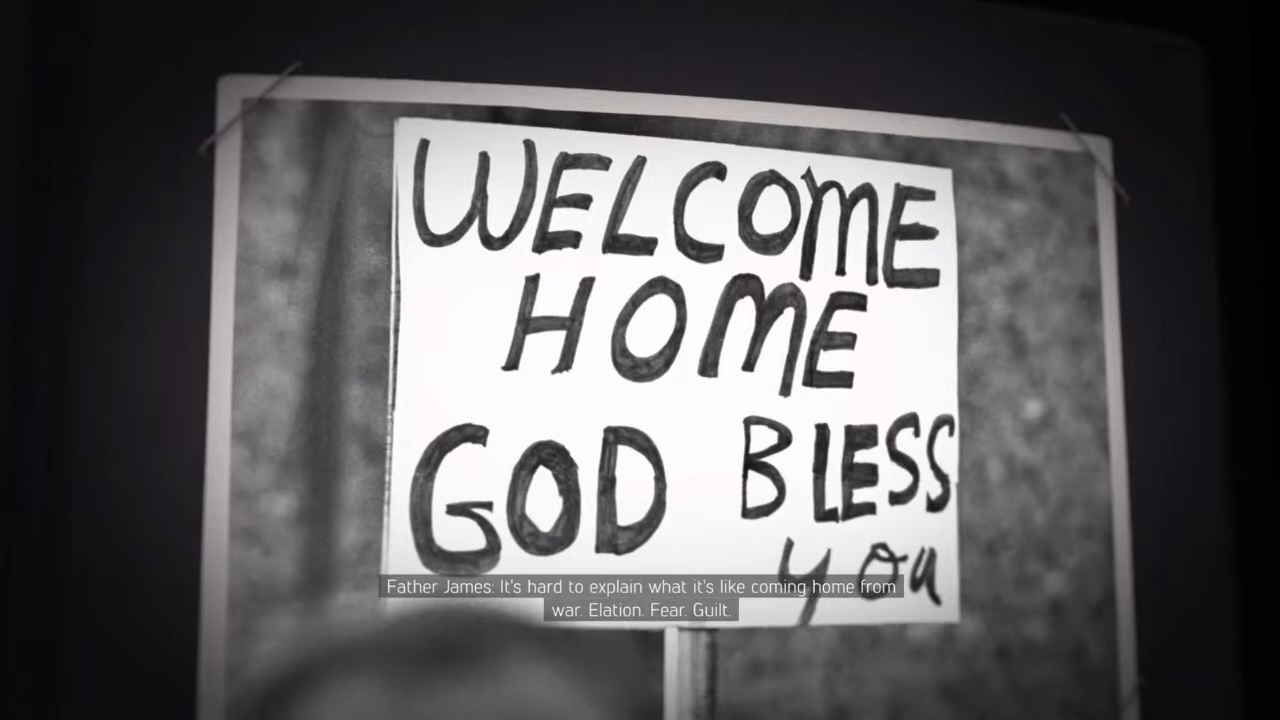 WELCOME
HOME
GOD BLESS
you
Father James: It's hard to explain what it's like coming home from
war. Elation. Fear. Guilt.